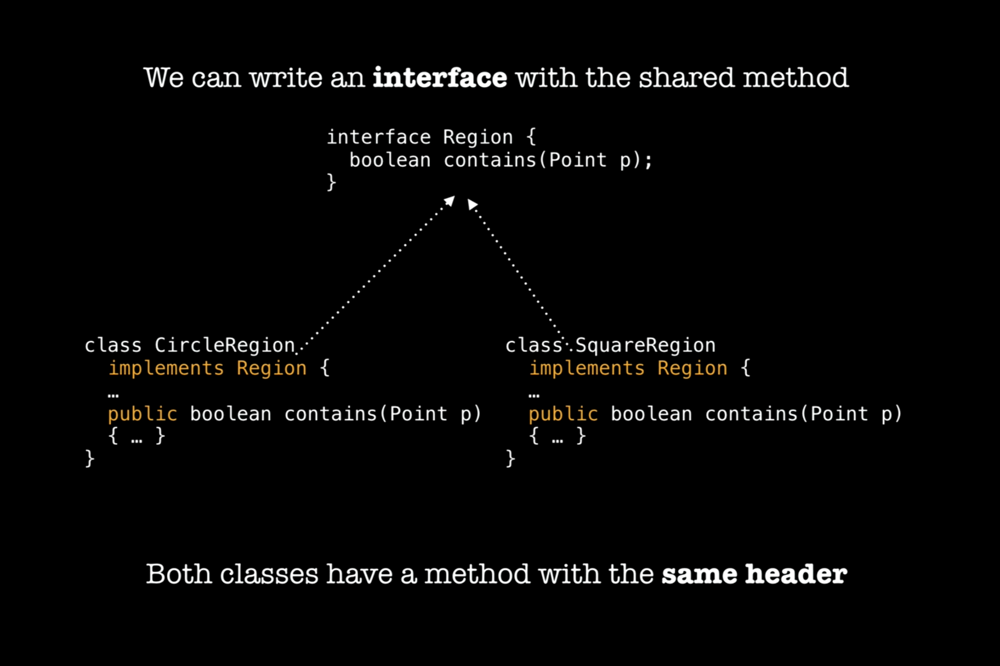 We can write an interface with the shared method
interface Region {
boolean contains(Point p);
}
class CircleRegion
implements Region {
…
public boolean contains(Point p)
{ … }
}
class SquareRegion
implements Region {
…
public boolean contains(Point p)
{ … }
}
Both classes have a method with the same header